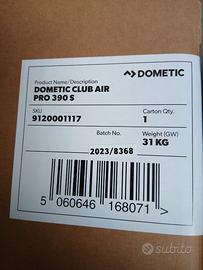 DOMETIC
Product Name/Description
DOMETIC CLUB AIR
PRO 390 S
SKU
Carton Qty.
9120001117
1
Batch No.
Weight (GW)
31 KG
2023/8368
5 060646 168071 >
subito